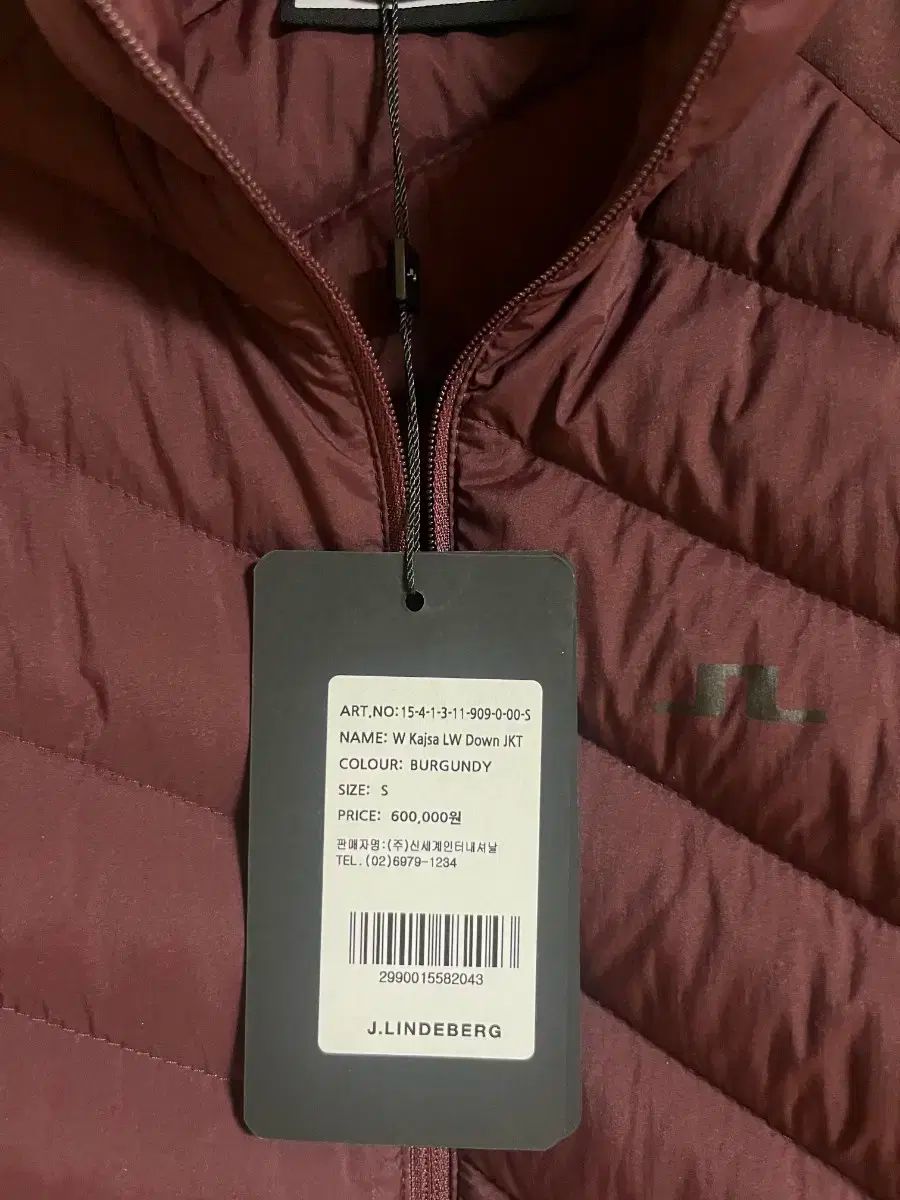 ART.NO:15-4-1-3-11-909-0-00-S
NAME: W Kajsa LW Down JKT
COLOUR: BURGUNDY
SIZE: S
PRICE: 600,000원
판매자명:(주)신세계인터내셔날
TEL. (02)6979-1234
2990015582043
J.LINDEBERG